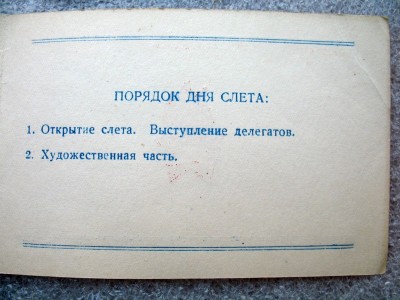 ПОРЯДОК ДНЯ СЛЕТА:
1. Открытие слета. Выступление делегатов.
2. Художественная часть.